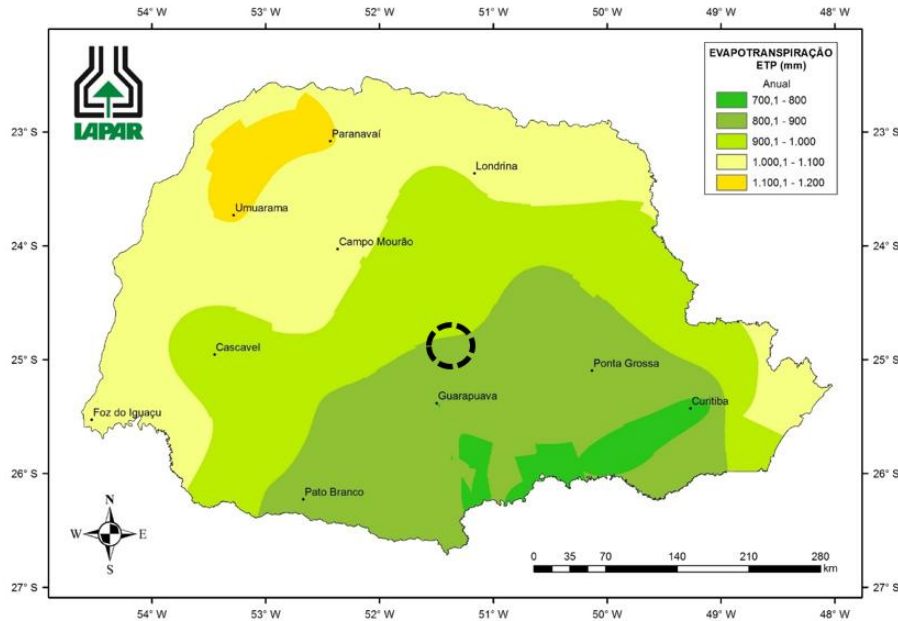 54° W 53° W 52° W 51° W 50° W 49° W 48° W
IAPAR
EVAPOTRANSPIRAÇÃO
ETP (mm)
Anual
700,1 - 800
800,1 - 900
900,1 - 1.000
1.000,1 - 1.100
1.100,1 - 1.200
23° S 23° S
Paranavaí
Londrina
Umuarama
24° S 24° S
Campo Mourão
Cascavel
25° S 25° S
Ponta Grossa
Guarapuava
Curitiba
Foz do Iguaçu
26° S 26° S
Pato Branco
N
W E
S
0 35 70 140 210 280
km
27° S 27° S
54° W 53° W 52° W 51° W 50° W 49° W 48° W